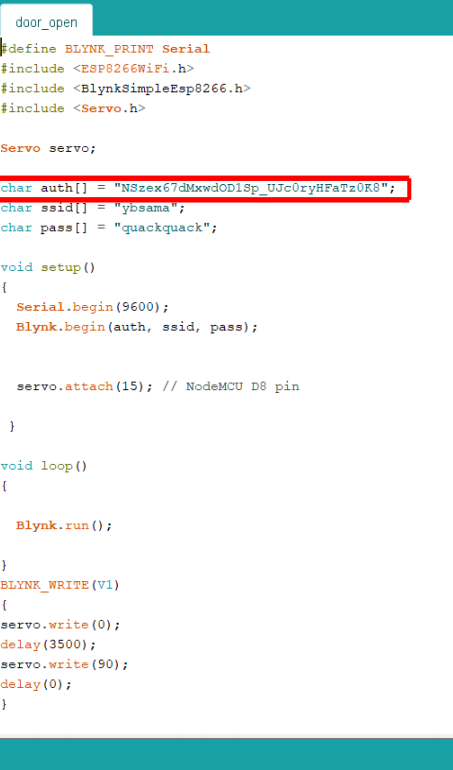 door_open
#define BLYNK_PRINT Serial
#include <ESP8266WiFi.h>
#include <BlynkSimpleEsp8266.h>
#include <Servo.h>
Servo servo;
char auth[] = "NSzex67dMxwdOD1Sp_UJc0ryHFaTz0K8";
char ssid[] = "ybsama";
char pass[] = "quackquack";
void setup()
{
Serial.begin(9600);
Blynk.begin(auth, ssid, pass);
servo.attach(15); // NodeMCU D8 pin
}
void loop()
{
Blynk.run();
}
BLYNK_WRITE(V1)
{
servo.write(0);
delay(3500);
servo.write(90);
delay(0);
}